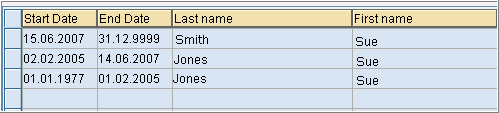 Start Date End Date Last name First name
15.06.2007 31.12.9999 Smith Sue
02.02.2005 14.06.2007 Jones Sue
01.01.1977 01.02.2005 Jones Sue